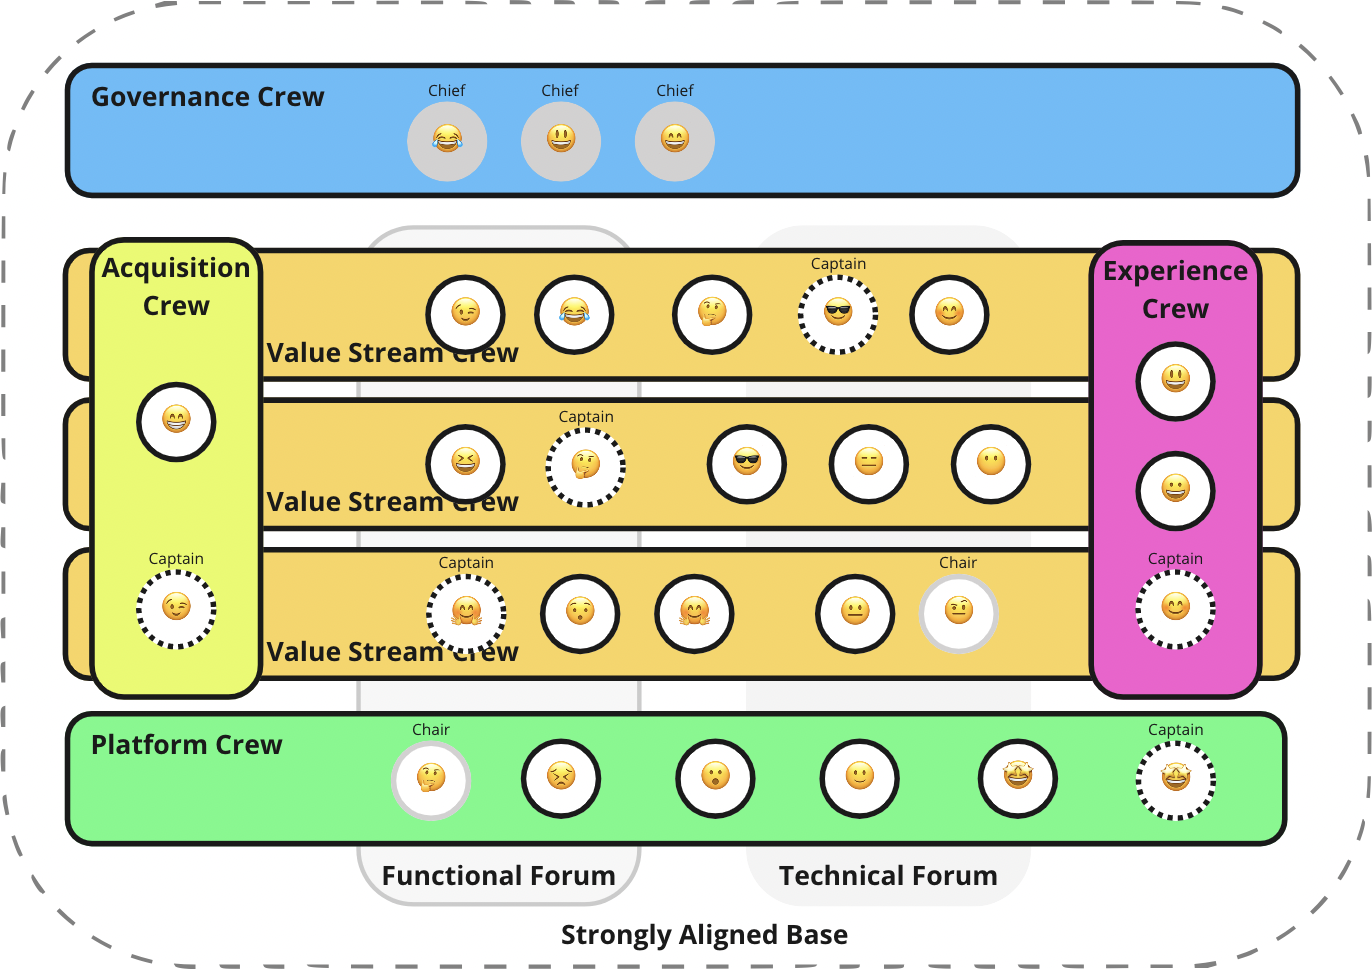 Governance Crew
Chief
Chief
Chief
Acquisition
Crew
Captain
Experience
Crew
Value Stream Crew
Captain
Value Stream Crew
Captain
Captain
Chair
Captain
Value Stream Crew
Platform Crew
Chair
Captain
Functional Forum
Technical Forum
Strongly Aligned Base